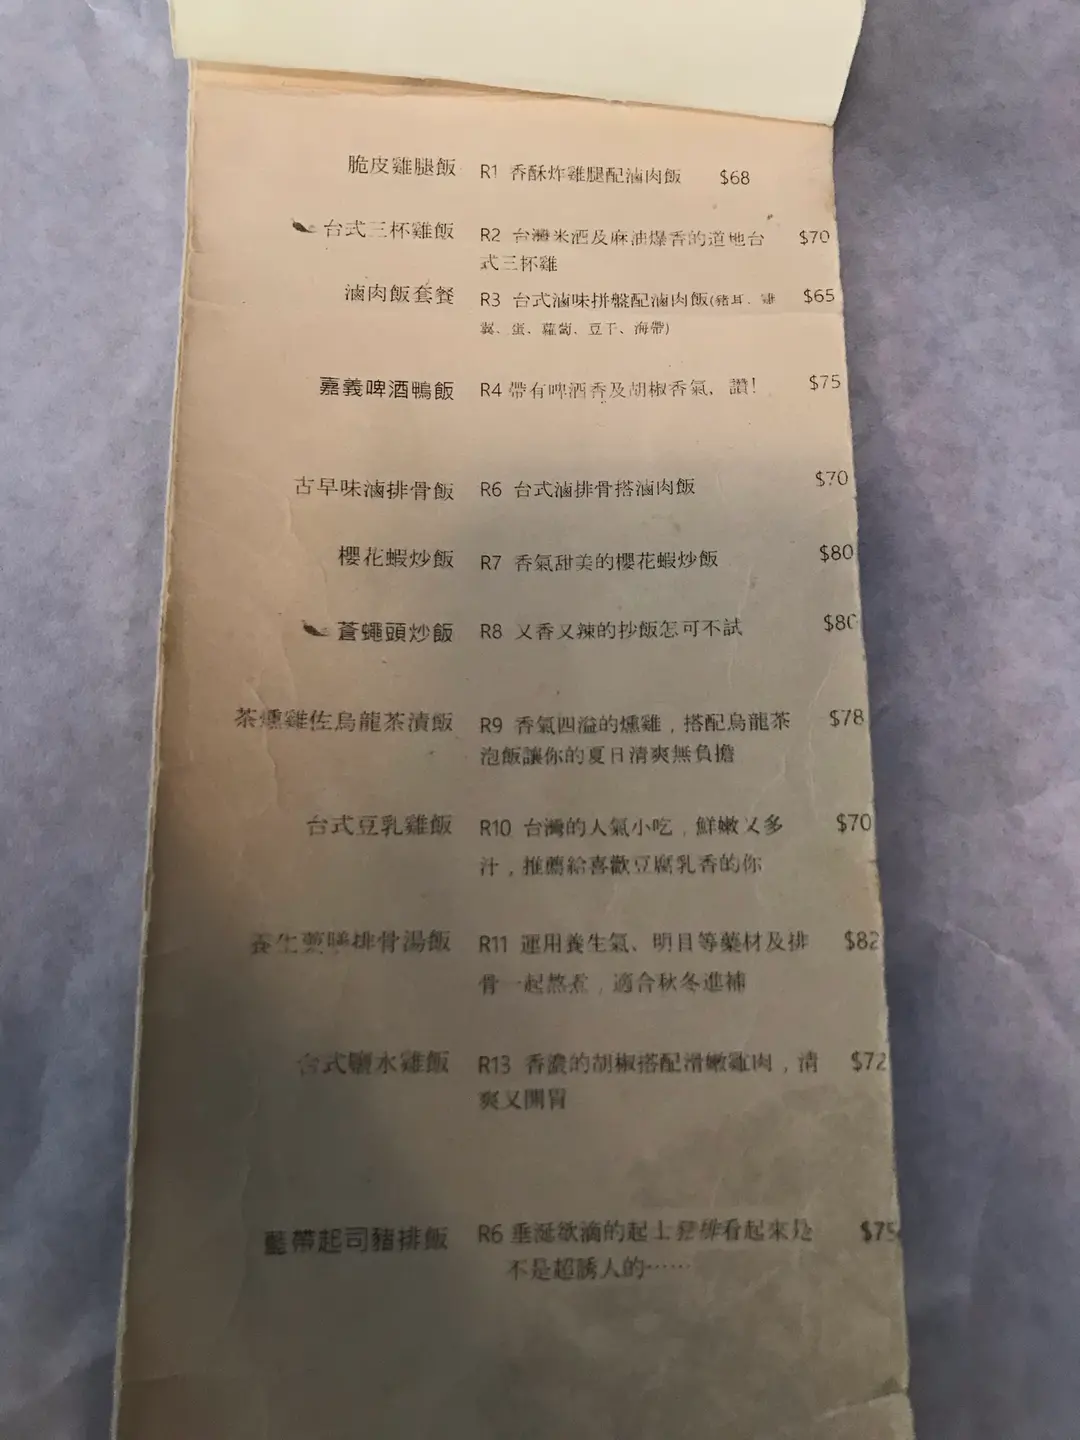 脆皮雞腿飯 R1 香酥炸雞腿配滷肉飯 $68
台式三杯雞飯 R2 台灣米酒及麻油爆香的道地台 $70
式三杯雞
滷肉飯套餐 R3 台式滷味拼盤配滷肉飯(豬耳、雞 $65
翼、蛋、蘿蔔、豆干、海帶)
嘉義啤酒鴨飯 R4 帶有啤酒香及胡椒香氣, 讚! $75
古早味滷排骨飯 R6 台式滷排骨搭滷肉飯 $70
櫻花蝦炒飯 R7 香氣甜美的櫻花蝦炒飯 $80
蒼蠅頭炒飯 R8 又香又辣的抄飯怎可不試 $80
茶燻雞佐烏龍茶漬飯 R9 香氣四溢的燻雞，搭配烏龍茶 $78
泡飯讓你的夏日清爽無負擔
台式豆乳雞飯 R10 台灣的人氣小吃，鮮嫩又多 $70
汁，推薦給喜歡豆腐乳香的你
養生藥膳排骨湯飯 R11 運用養生氣、明目等藥材及排 $82
骨一起熬煮，適合秋冬進補
台式鹽水雞飯 R13 香濃的胡椒搭配滑嫩雞肉，清 $72
爽又開胃
藍帶起司豬排飯 R6 垂涎欲滴的起士豬排看起來是 $75
不是超誘人的……